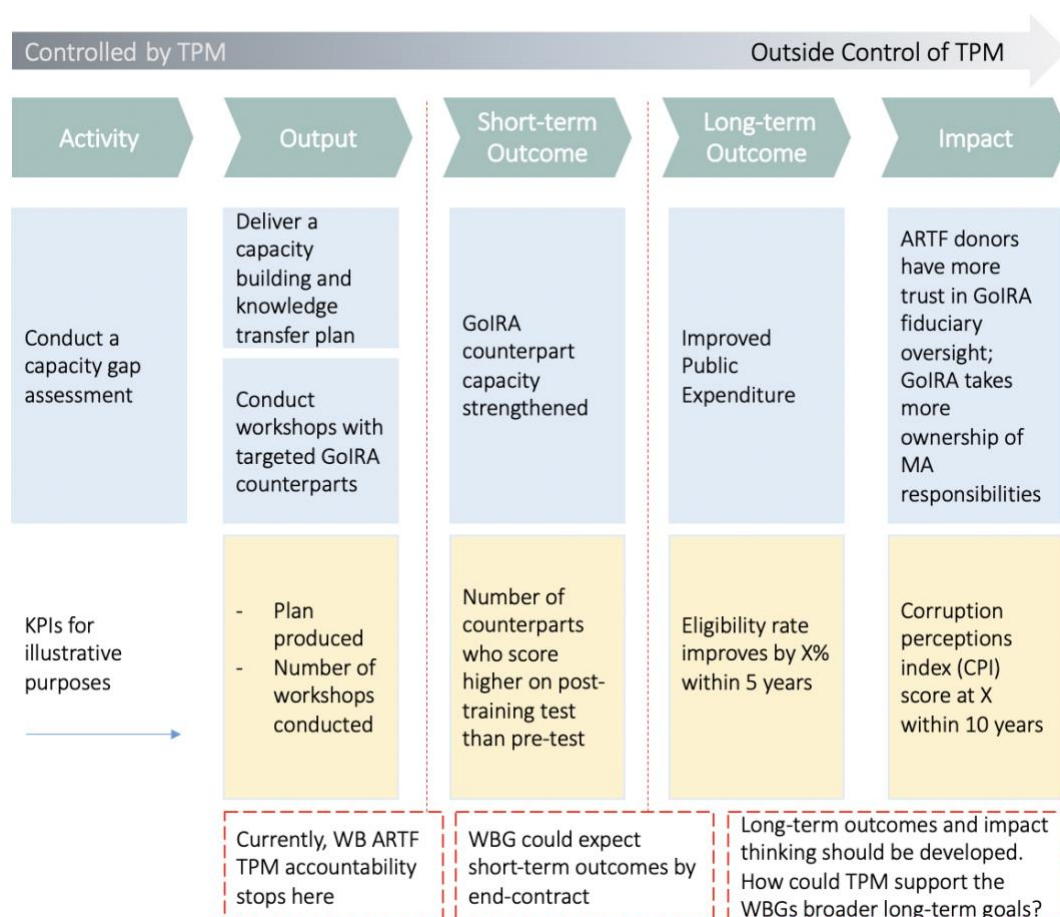 Controlled by TPM
Outside Control of TPM
Activity
Output
Short-term
Outcome
Long-term
Outcome
Impact
Conduct a
capacity gap
assessment
Deliver a
capacity
building and
knowledge
transfer plan
Conduct
workshops with
targeted GoIRA
counterparts
GoIRA
counterpart
capacity
strengthened
Improved
Public
Expenditure
ARTF donors
have more
trust in GoIRA
fiduciary
oversight;
GoIRA takes
more
ownership of
MA
responsibilities
KPIs for
illustrative
purposes
- Plan
produced
- Number of
workshops
conducted
Number of
counterparts
who score
higher on post-
training test
than pre-test
Eligibility rate
improves by X%
within 5 years
Corruption
perceptions
index (CPI)
score at X
within 10 years
Currently, WB ARTF
TPM accountability
stops here
WBG could expect
short-term outcomes by
end-contract
Long-term outcomes and impact
thinking should be developed.
How could TPM support the
WBGs broader long-term goals?